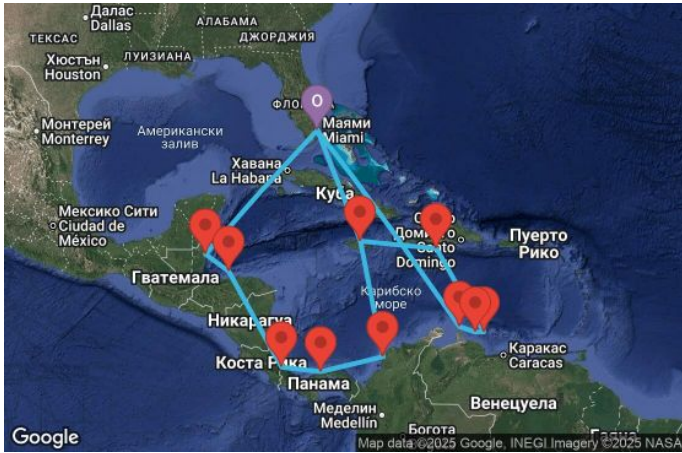 Далас
Dallas
АЛАБАМА
ТЕКСАС
ДЖОРДЖИЯ
ЛУИЗИАНА
Хюстън
Houston
ФЛО
О
Монтерей
Monterrey
Американски
залив
Маями
Miami
Хавана
La Habana
Куба
Мексико Сити
Ciudad de
México
Домин
Domingo
Пуерто
Рико
Гватемала
Карибско
море
Никарагуа
Коста Рика
Каракас
Caracas
Панама
Меделин
Medellín
Венецуела
Богота
Google
Map data ©2025 Google, INEGI Imagery ©2025 NASA